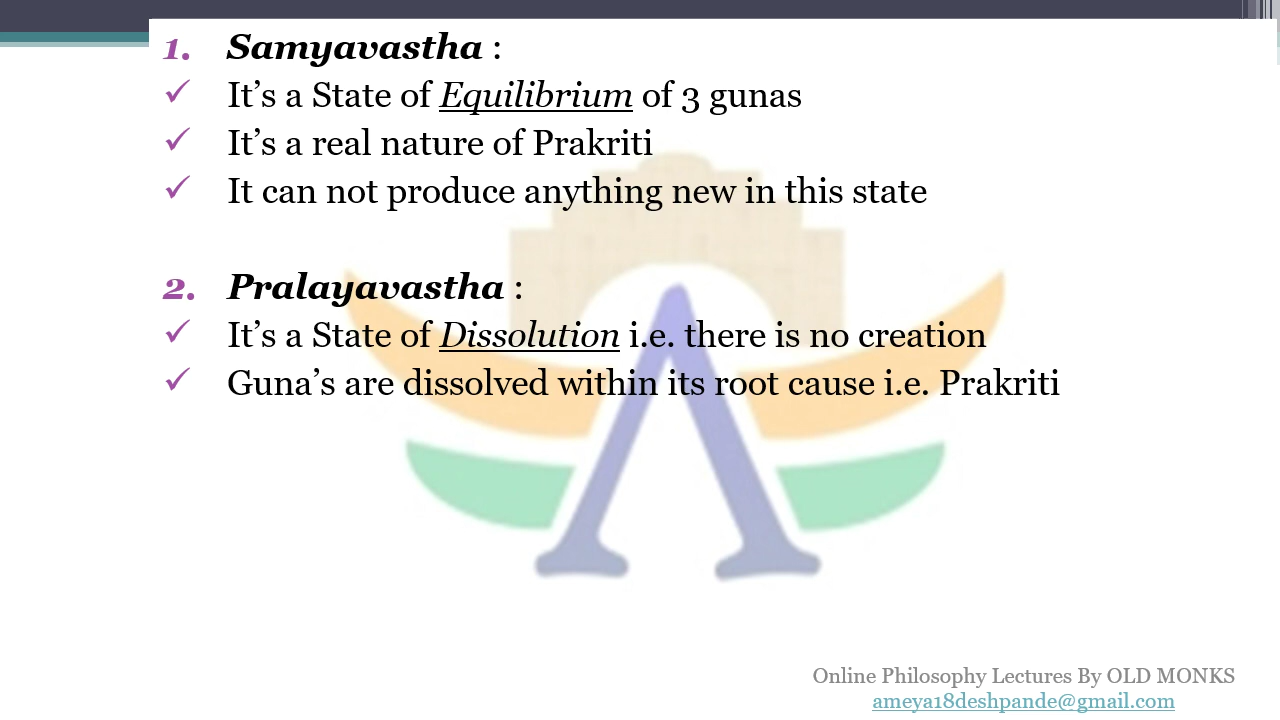 1. Samyavastha :
✓ It’s a State of Equilibrium of 3 gunas
✓ It’s a real nature of Prakriti
✓ It can not produce anything new in this state
2. Pralayavastha :
✓ It’s a State of Dissolution i.e. there is no creation
✓ Guna’s are dissolved within its root cause i.e. Prakriti
Online Philosophy Lectures By OLD MONKS
ameya18deshpande@gmail.com